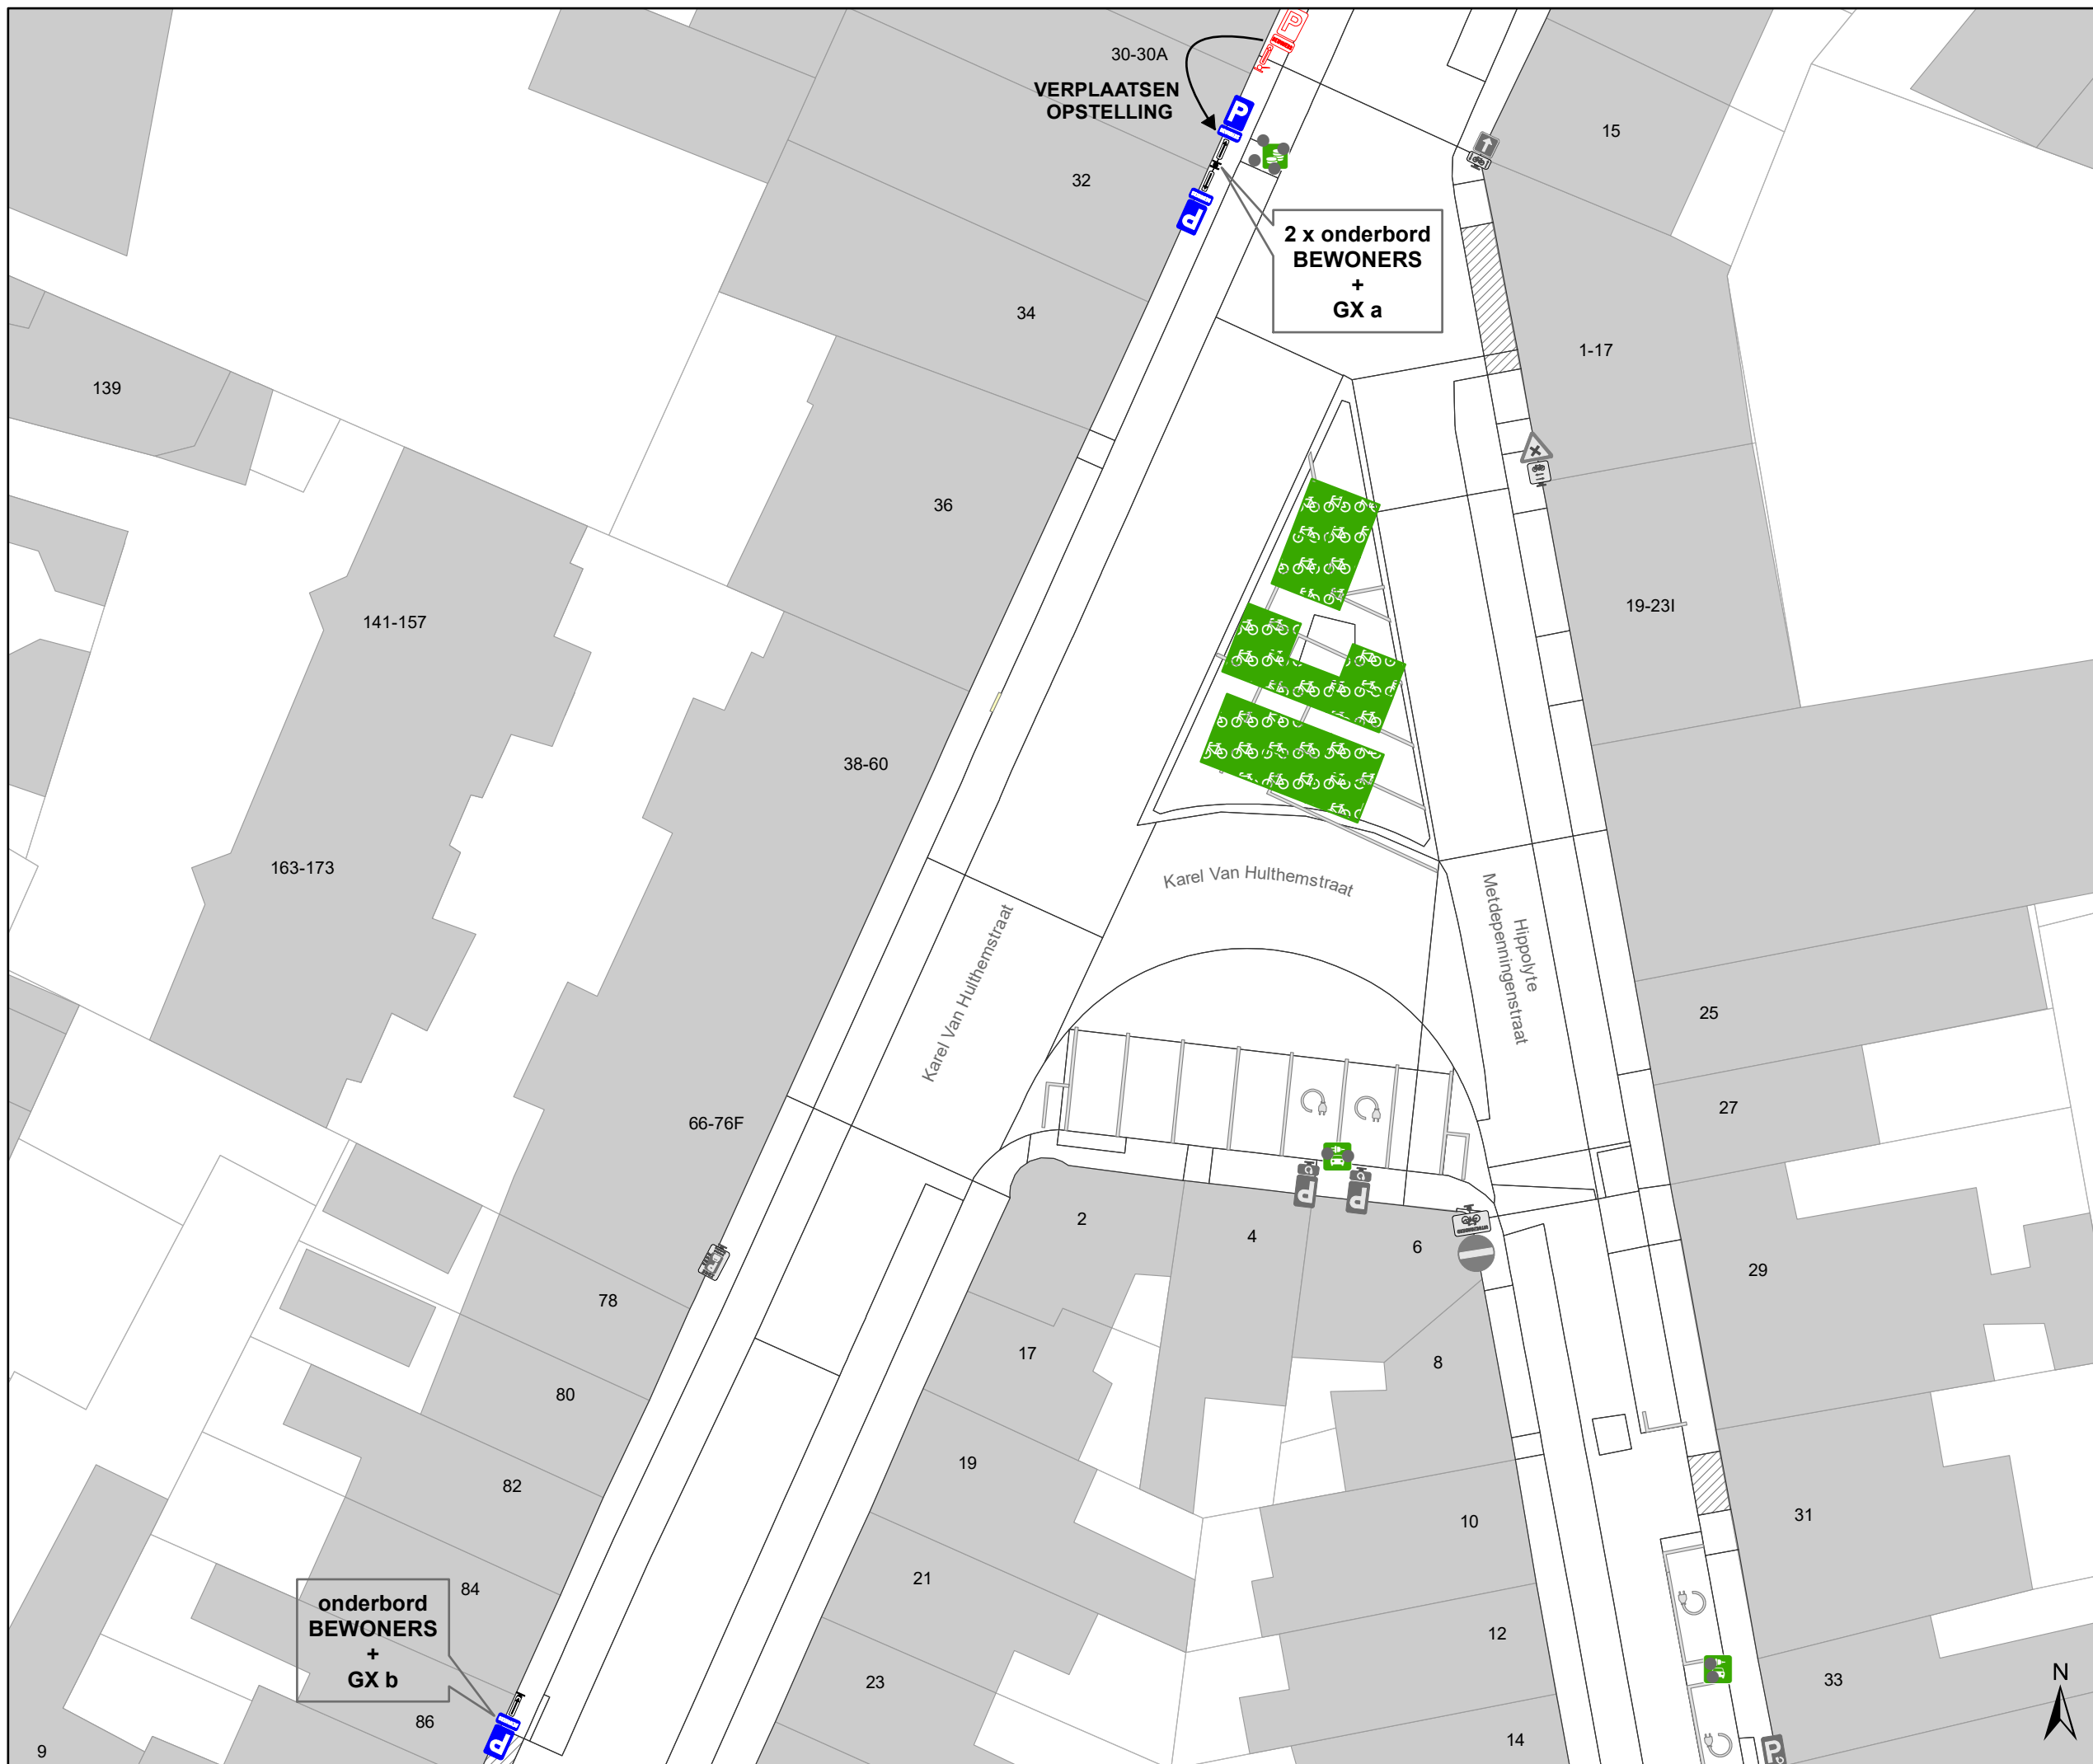 30-30A
VERPLAATSEN
OPSTELLING
P
P
15
32
P
2 x onderbord
BEWONERS
+
GX a
34
1-17
139
36
19-23I
141-157
38-60
163-173
Karel Van Hulthemstraat
Karel Van Hulthemstraat
Hippolyte
Metdepenningenstraat
25
27
66-76F
P
P
2
4
6
29
78
17
8
80
19
82
10
31
21
84
onderbord
BEWONERS
+
GX b
12
23
33
N
86
P
14
P
9